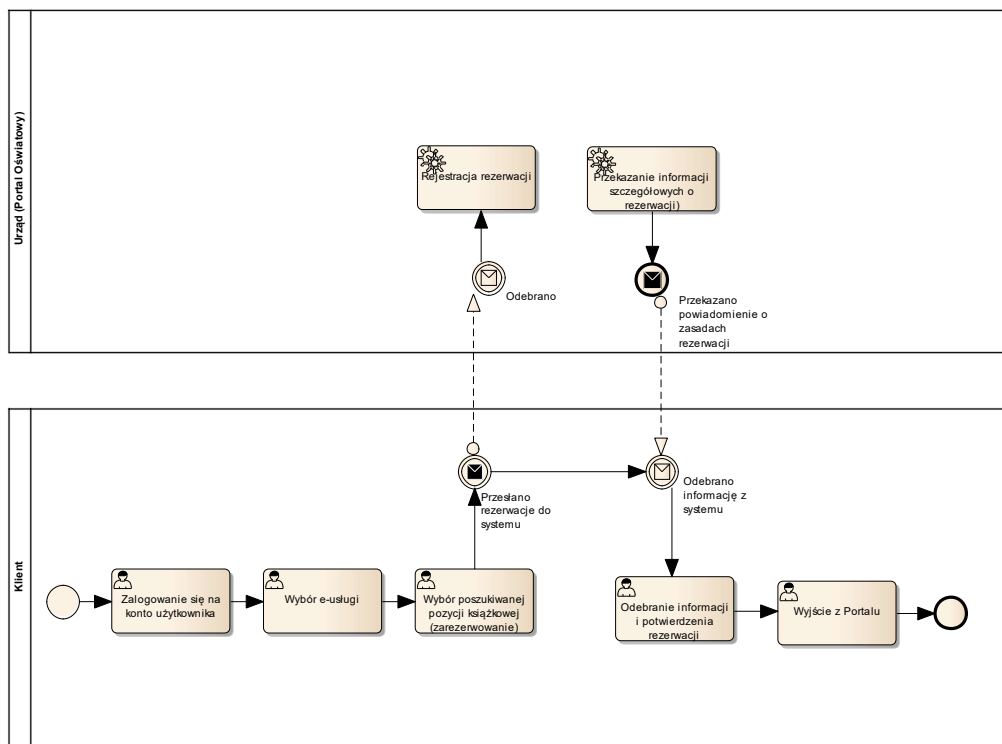 Urząd (Portal Oświatowy)
Rejestracja rezerwacji
Przekazanie informacji
szczegółowych o
rezerwacji)
Odebrano
Przekazano
powiadomienie o
zasadach
rezerwacji
Klient
Przesłano
rezerwacje do
systemu
Odebrano
informację z
systemu
Zalogowanie się na
konto użytkownika
Wybór e-usługi
Wybór poszukiwanej
pozycji książkowej
(zarezerwowanie)
Odebranie informacji
i potwierdzenia
rezerwacji
Wyjście z Portalu